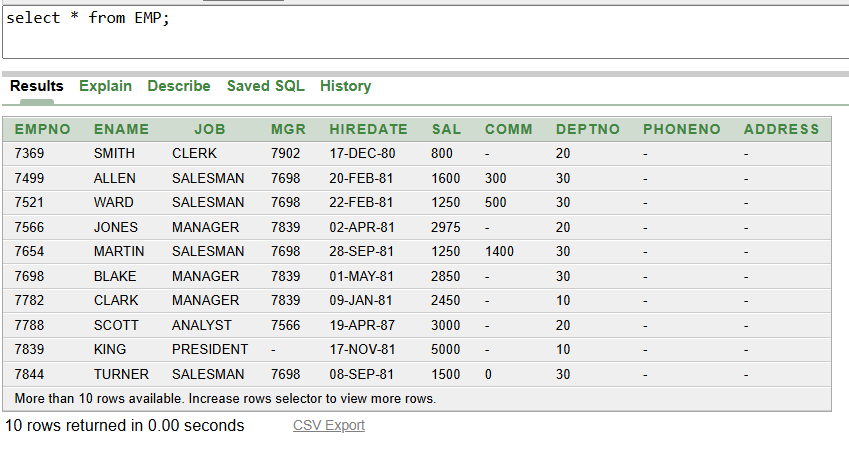 select * from EMP;
Results Explain Describe Saved SQL History
EMPNO ENAME JOB MGR HIREDATE SAL COMM DEPTNO PHONENO ADDRESS
7369 SMITH CLERK 7902 17-DEC-80 800 - 20 - -
7499 ALLEN SALESMAN 7698 20-FEB-81 1600 300 30 - -
7521 WARD SALESMAN 7698 22-FEB-81 1250 500 30 - -
7566 JONES MANAGER 7839 02-APR-81 2975 - 20 - -
7654 MARTIN SALESMAN 7698 28-SEP-81 1250 1400 30 - -
7698 BLAKE MANAGER 7839 01-MAY-81 2850 - 30 - -
7782 CLARK MANAGER 7839 09-JAN-81 2450 - 10 - -
7788 SCOTT ANALYST 7566 19-APR-87 3000 - 20 - -
7839 KING PRESIDENT - 17-NOV-81 5000 - 10 - -
7844 TURNER SALESMAN 7698 08-SEP-81 1500 0 30 - -
More than 10 rows available. Increase rows selector to view more rows.
10 rows returned in 0.00 seconds CSV Export